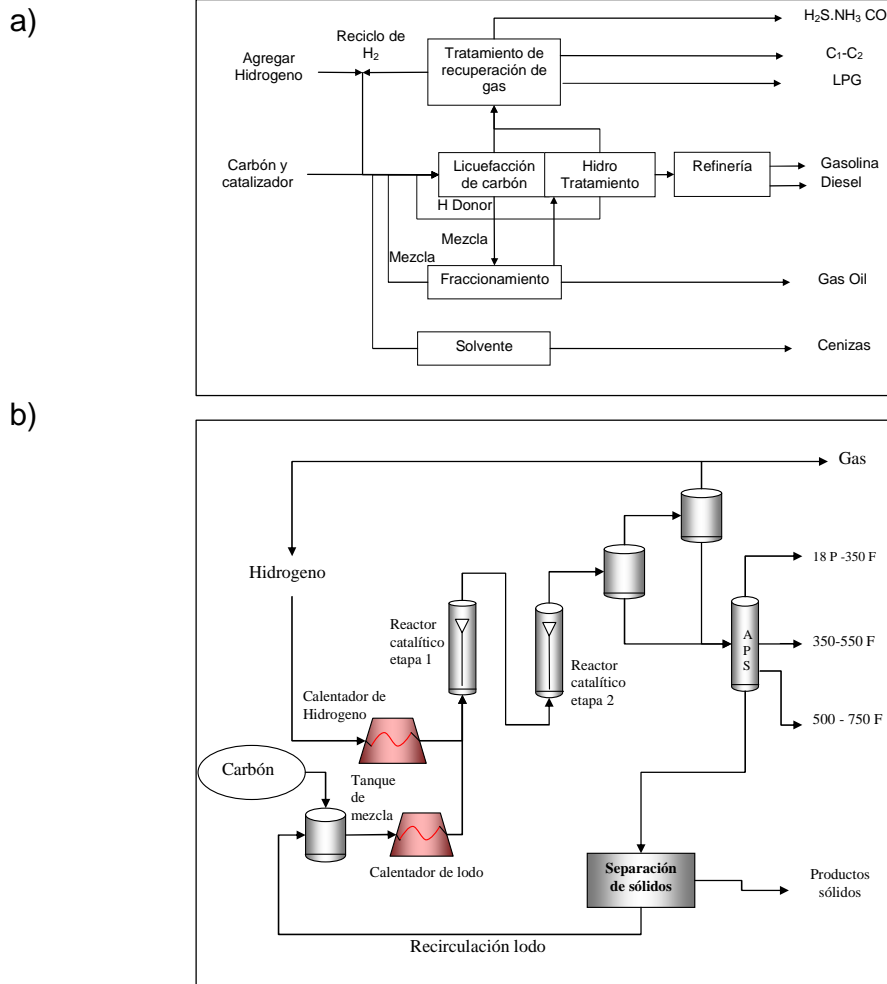 a)
H₂S.NH₃ CO
Reciclo de
H₂
Agregar
Hidrogeno
Tratamiento de
recuperación de
gas
C₁-C₂
LPG
Carbón y
catalizador
Licuefacción
de carbón
Hidro
Tratamiento
Refinería
Gasolina
Diesel
H Donor
Mezcla
Mezcla
Fraccionamiento
Gas Oil
Solvente
Cenizas
b)
Gas
Hidrogeno
18 P -350 F
Reactor
catalítico
etapa 1
Reactor
catalítico
etapa 2
A
P
S
350-550 F
500 - 750 F
Calentador de
Hidrogeno
Carbón
Tanque
de
mezcla
Calentador de lodo
Separación
de sólidos
Productos
sólidos
Recirculación lodo